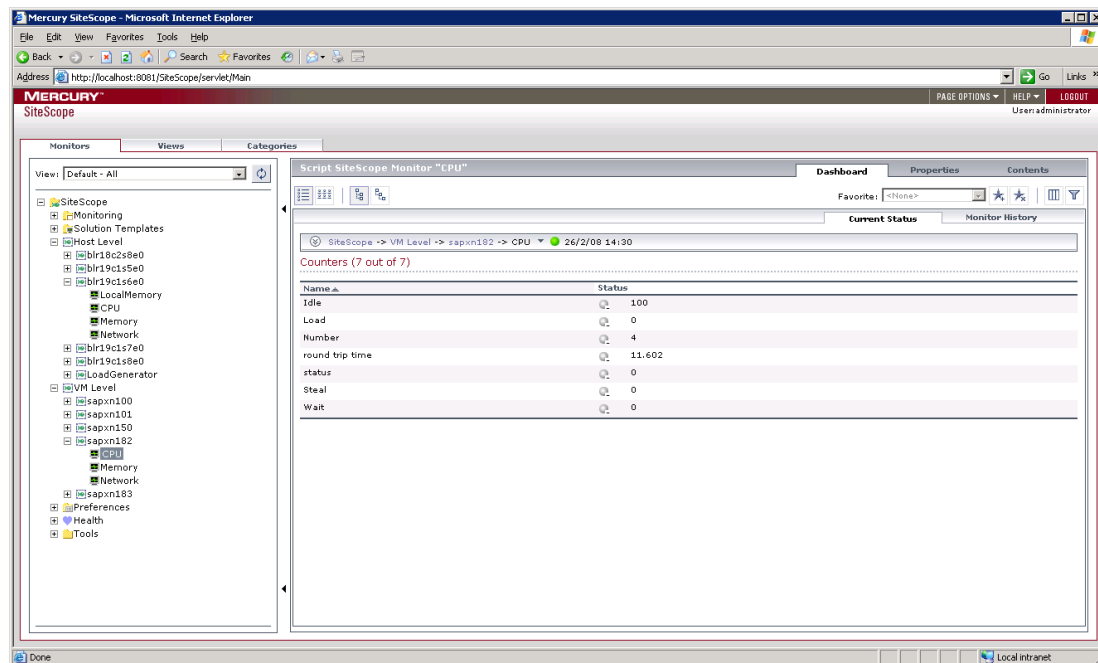 Mercury SiteScope - Microsoft Internet Explorer
File Edit View Favorites Tools Help
Back Search Favorites
Address http://localhost:8081/SiteScope/servlet/Main Go Links »
MERCURY™ PAGE OPTIONS HELP LOGOUT
SiteScope User:administrator
Monitors Views Categories
View: Default - All
SiteScope
Monitoring
Solution Templates
Host Level
blr18c2s8e0
blr19c1s5e0
blr19c1s6e0
LocalMemory
CPU
Memory
Network
blr19c1s7e0
blr19c1s8e0
LoadGenerator
VM Level
sapxn100
sapxn101
sapxn150
sapxn182
CPU
Memory
Network
sapxn183
Preferences
Health
Tools
Script SiteScope Monitor "CPU" Dashboard Properties Contents
Favorite: <None>
Current Status Monitor History
SiteScope -> VM Level -> sapxn182 -> CPU 26/2/08 14:30
Counters (7 out of 7)
Name Status
Idle 100
Load 0
Number 4
round trip time 11.602
status 0
Steal 0
Wait 0
Done Local intranet